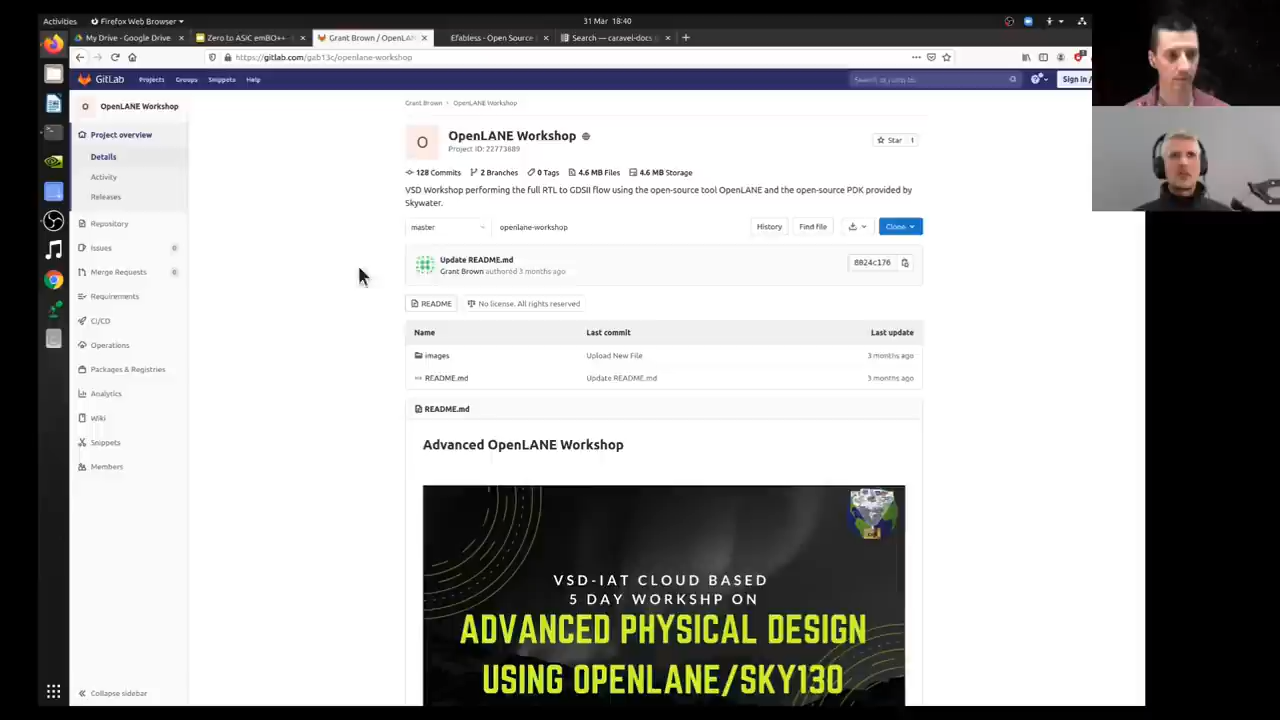 Activities
Firefox Web Browser
31 Mar 18:40
My Drive - Google Drive
Zero to ASIC emBO++
Grant Brown / OpenLAN
Efabless - Open Source
Search — caravel-docs
https://gitlab.com/gab13c/openlane-workshop
GitLab
Projects
Groups
Snippets
Help
Sign in /
O
OpenLANE Workshop
Project overview
Details
Activity
Releases
Repository
Issues
0
Merge Requests
0
Requirements
CI/CD
Operations
Packages & Registries
Analytics
Wiki
Snippets
Members
Collapse sidebar
Grant Brown › OpenLANE Workshop
O
OpenLANE Workshop
Project ID: 22773689
Star 1
128 Commits 2 Branches 0 Tags 4.6 MB Files 4.6 MB Storage
VSD Workshop performing the full RTL to GDSII flow using the open-source tool OpenLANE and the open-source PDK provided by
Skywater.
master
openlane-workshop
History
Find file
Clone
Update README.md
Grant Brown authored 3 months ago
8024c176
README
No license. All rights reserved
Name Last commit Last update
images Upload New File 3 months ago
README.md Update README.md 3 months ago
README.md
Advanced OpenLANE Workshop
VSD-IAT CLOUD BASED
5 DAY WORKSHP ON
ADVANCED PHYSICAL DESIGN
USING OPENLANE/SKY130